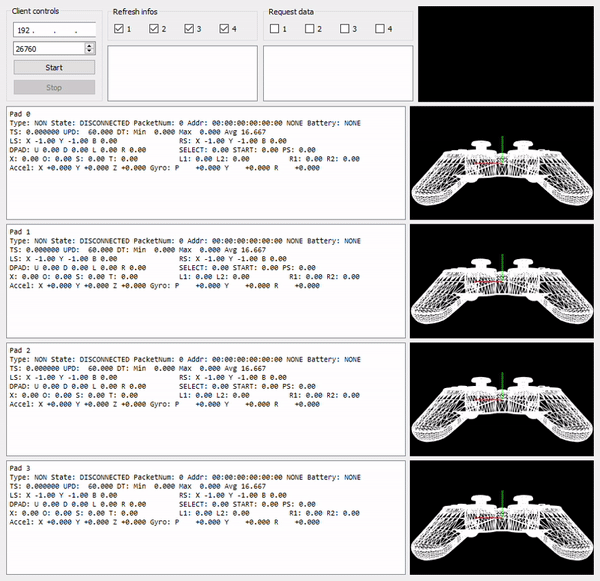 Client controls
192 . . .
26760
Start
Stop
Refresh infos
1 2 3 4
Request data
1 2 3 4
Pad 0
Type: NON State: DISCONNECTED PacketNum: 0 Addr: 00:00:00:00:00:00 NONE Battery: NONE
TS: 0.000000 UPD: 60.000 DT: Min 0.000 Max 0.000 Avg 16.667
LS: X -1.00 Y -1.00 B 0.00 RS: X -1.00 Y -1.00 B 0.00
DPAD: U 0.00 D 0.00 L 0.00 R 0.00 SELECT: 0.00 START: 0.00 PS: 0.00
X: 0.00 O: 0.00 S: 0.00 T: 0.00 L1: 0.00 L2: 0.00 R1: 0.00 R2: 0.00
Accel: X +0.000 Y +0.000 Z +0.000 Gyro: P +0.000 Y +0.000 R +0.000
Pad 1
Type: NON State: DISCONNECTED PacketNum: 0 Addr: 00:00:00:00:00:00 NONE Battery: NONE
TS: 0.000000 UPD: 60.000 DT: Min 0.000 Max 0.000 Avg 16.667
LS: X -1.00 Y -1.00 B 0.00 RS: X -1.00 Y -1.00 B 0.00
DPAD: U 0.00 D 0.00 L 0.00 R 0.00 SELECT: 0.00 START: 0.00 PS: 0.00
X: 0.00 O: 0.00 S: 0.00 T: 0.00 L1: 0.00 L2: 0.00 R1: 0.00 R2: 0.00
Accel: X +0.000 Y +0.000 Z +0.000 Gyro: P +0.000 Y +0.000 R +0.000
Pad 2
Type: NON State: DISCONNECTED PacketNum: 0 Addr: 00:00:00:00:00:00 NONE Battery: NONE
TS: 0.000000 UPD: 60.000 DT: Min 0.000 Max 0.000 Avg 16.667
LS: X -1.00 Y -1.00 B 0.00 RS: X -1.00 Y -1.00 B 0.00
DPAD: U 0.00 D 0.00 L 0.00 R 0.00 SELECT: 0.00 START: 0.00 PS: 0.00
X: 0.00 O: 0.00 S: 0.00 T: 0.00 L1: 0.00 L2: 0.00 R1: 0.00 R2: 0.00
Accel: X +0.000 Y +0.000 Z +0.000 Gyro: P +0.000 Y +0.000 R +0.000
Pad 3
Type: NON State: DISCONNECTED PacketNum: 0 Addr: 00:00:00:00:00:00 NONE Battery: NONE
TS: 0.000000 UPD: 60.000 DT: Min 0.000 Max 0.000 Avg 16.667
LS: X -1.00 Y -1.00 B 0.00 RS: X -1.00 Y -1.00 B 0.00
DPAD: U 0.00 D 0.00 L 0.00 R 0.00 SELECT: 0.00 START: 0.00 PS: 0.00
X: 0.00 O: 0.00 S: 0.00 T: 0.00 L1: 0.00 L2: 0.00 R1: 0.00 R2: 0.00
Accel: X +0.000 Y +0.000 Z +0.000 Gyro: P +0.000 Y +0.000 R +0.000